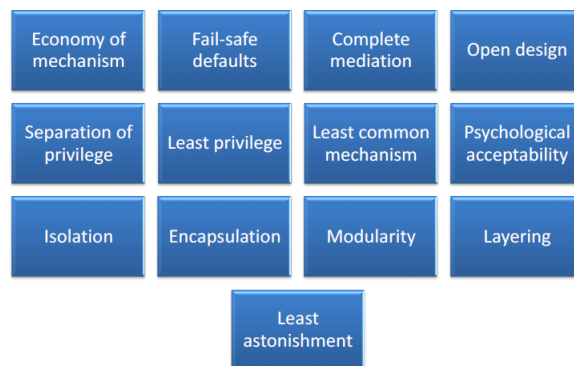 Economy of
mechanism
Fail-safe
defaults
Complete
mediation
Open design
Separation of
privilege
Least privilege
Least common
mechanism
Psychological
acceptability
Isolation
Encapsulation
Modularity
Layering
Least
astonishment